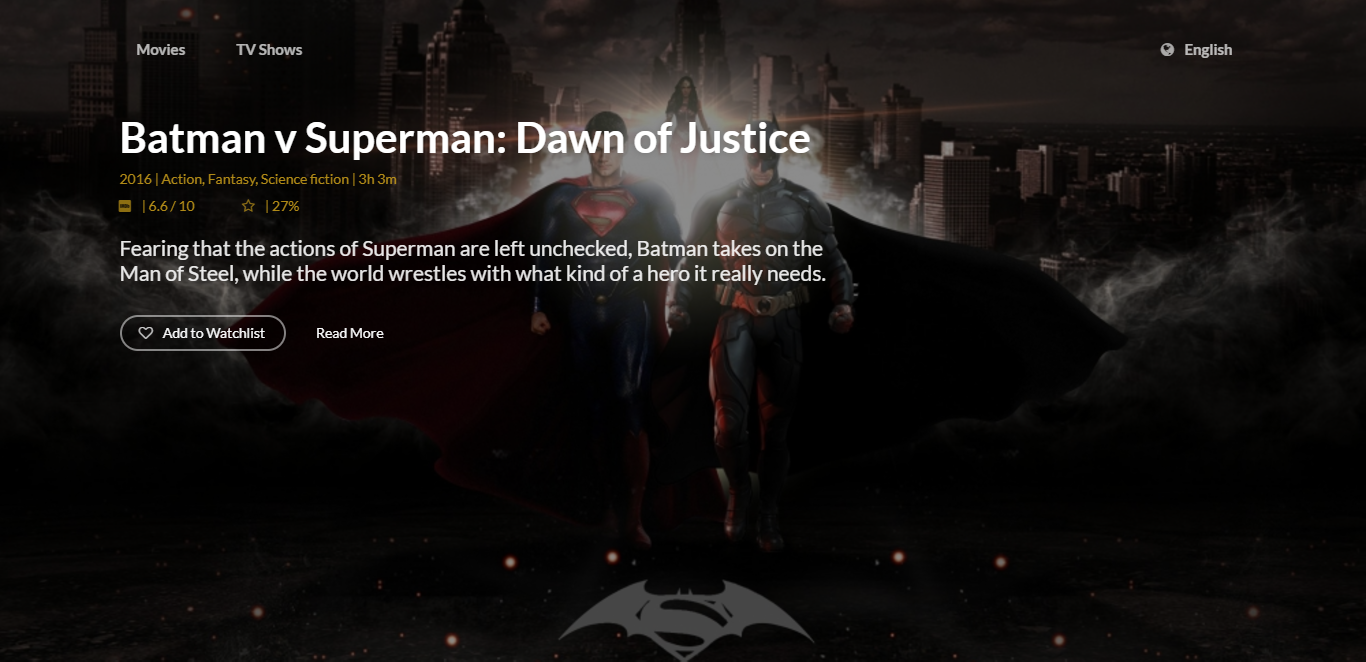 Movies
TV Shows
English
Batman v Superman: Dawn of Justice
2016 | Action, Fantasy, Science fiction | 3h 3m
| 6.6 / 10
| 27%
Fearing that the actions of Superman are left unchecked, Batman takes on the
Man of Steel, while the world wrestles with what kind of a hero it really needs.
Add to Watchlist
Read More